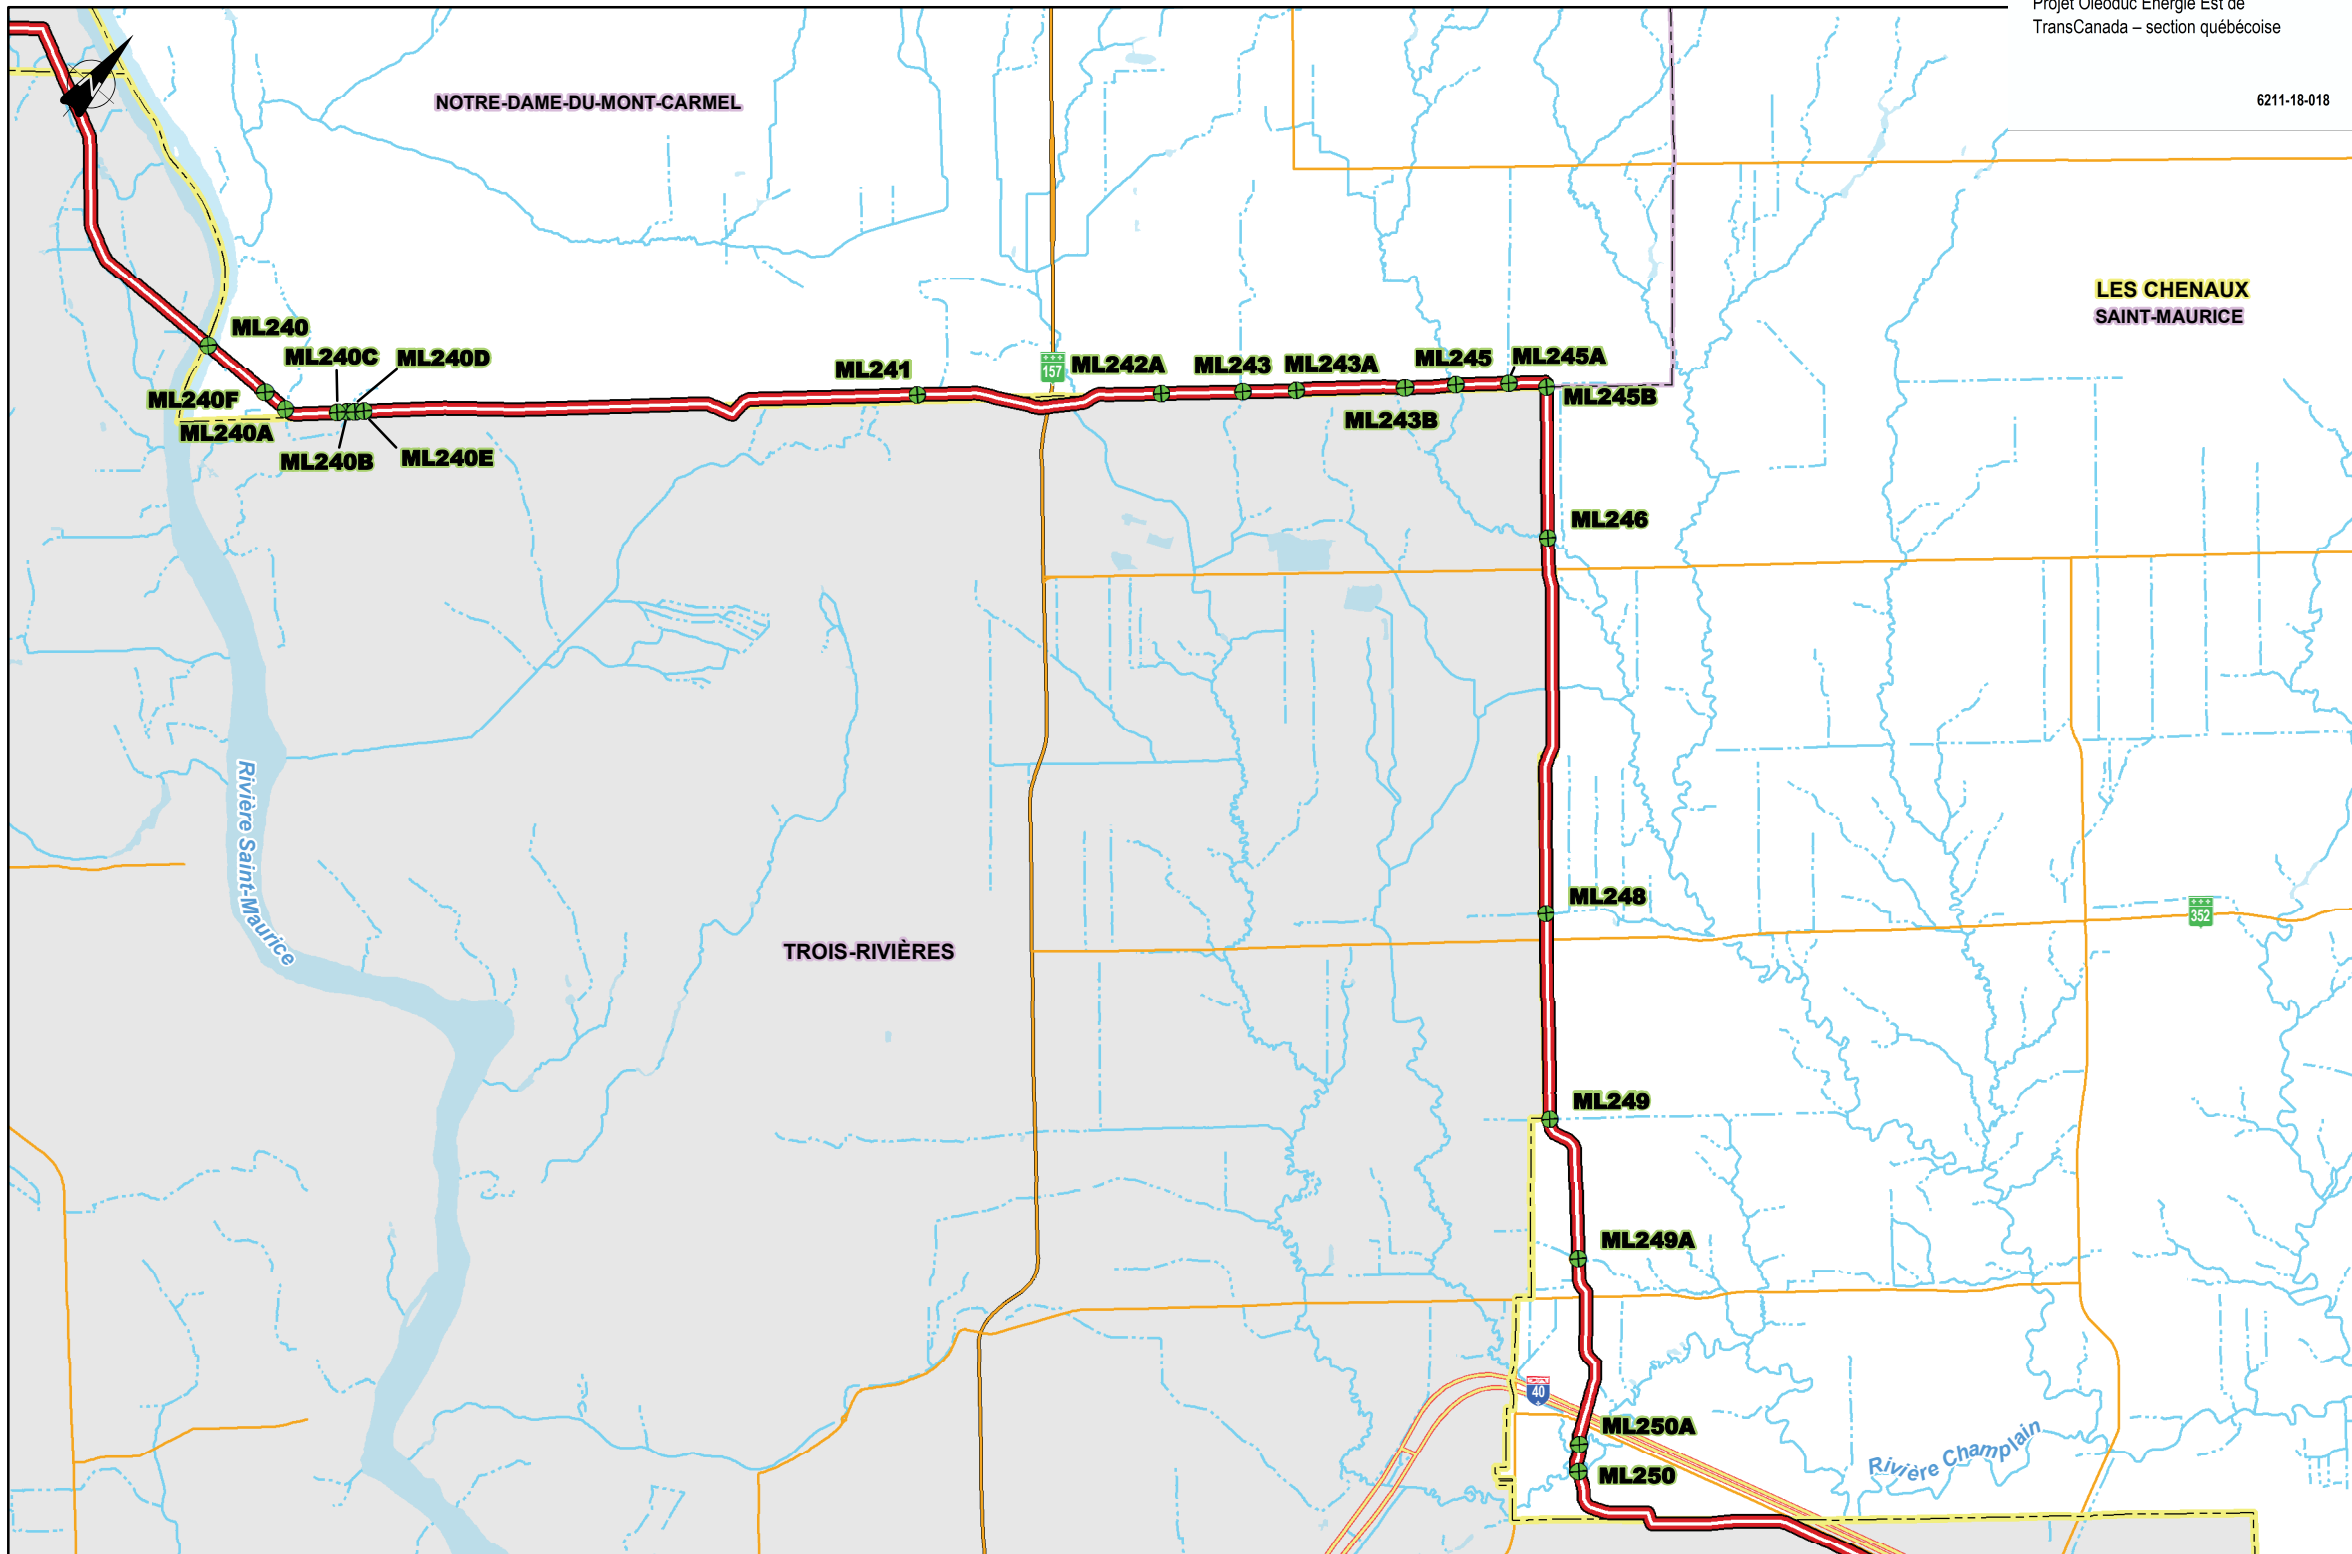 Projet Oléoduc Énergie Est de
TransCanada – section québécoise
6211-18-018
N
NOTRE-DAME-DU-MONT-CARMEL
LES CHENAUX
SAINT-MAURICE
ML240
ML240C
ML240D
ML240F
ML240A
ML240B
ML240E
ML241
157
ML242A
ML243
ML243A
ML243B
ML245
ML245A
ML245B
ML246
Rivière Saint-Maurice
TROIS-RIVIÈRES
ML248
352
ML249
ML249A
40
ML250A
ML250
Rivière Champlain